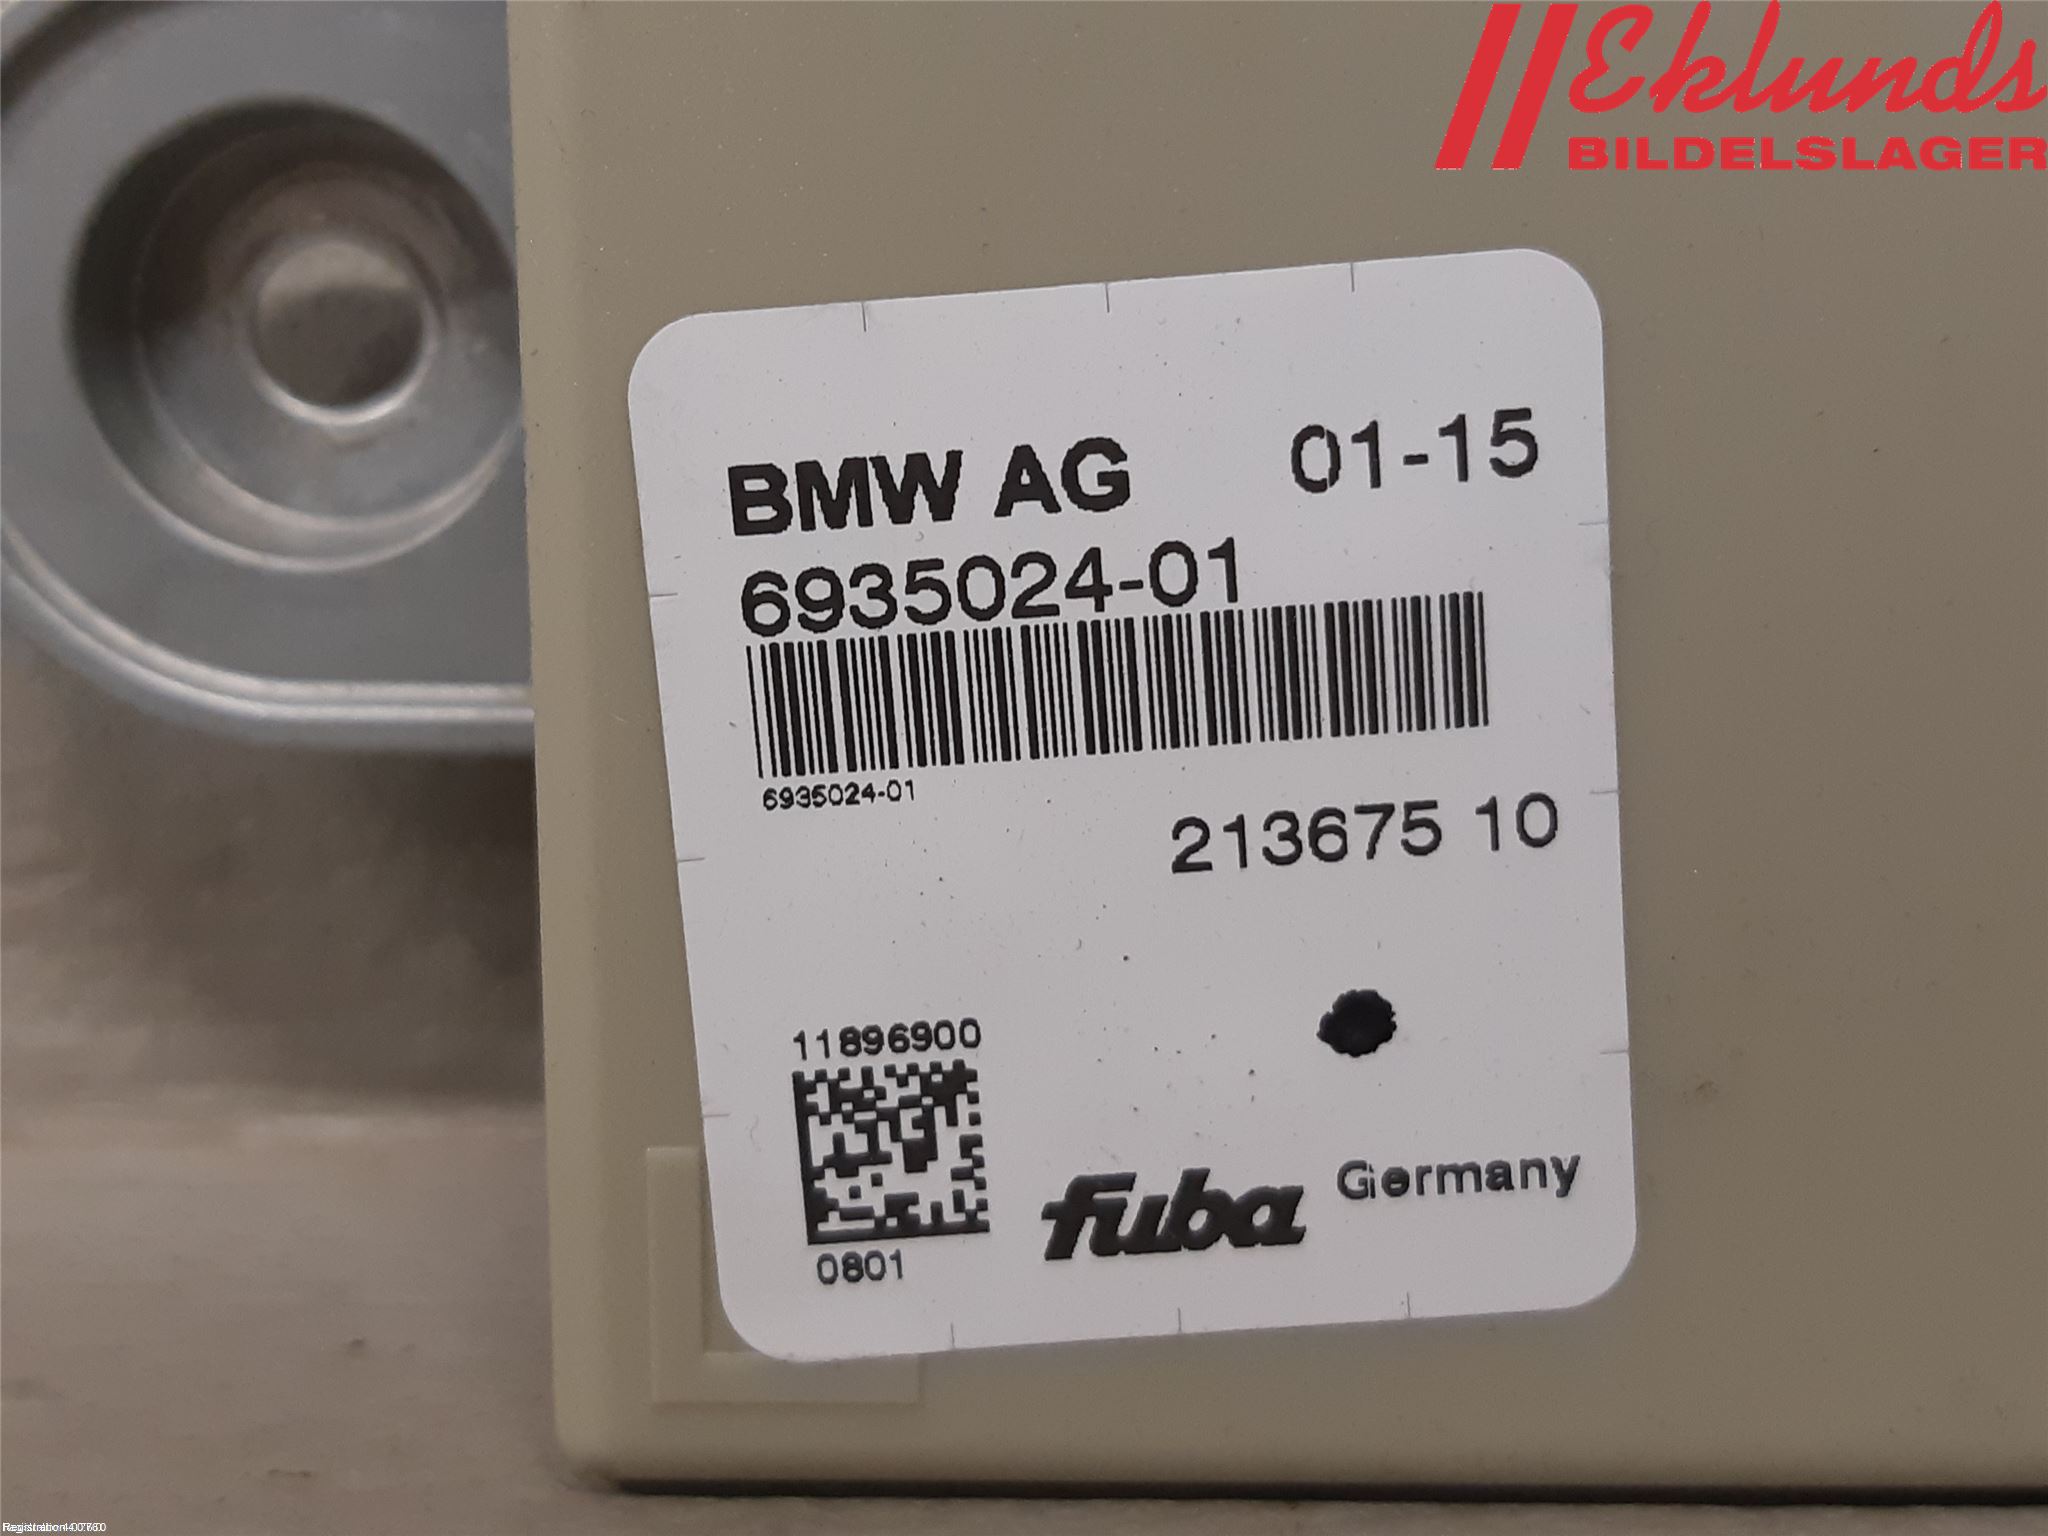 Eklunds
BILDELSLAGER
BMW AG 01-15
6935024-01
6935024-01
213675 10
11896900
0801
fuba Germany